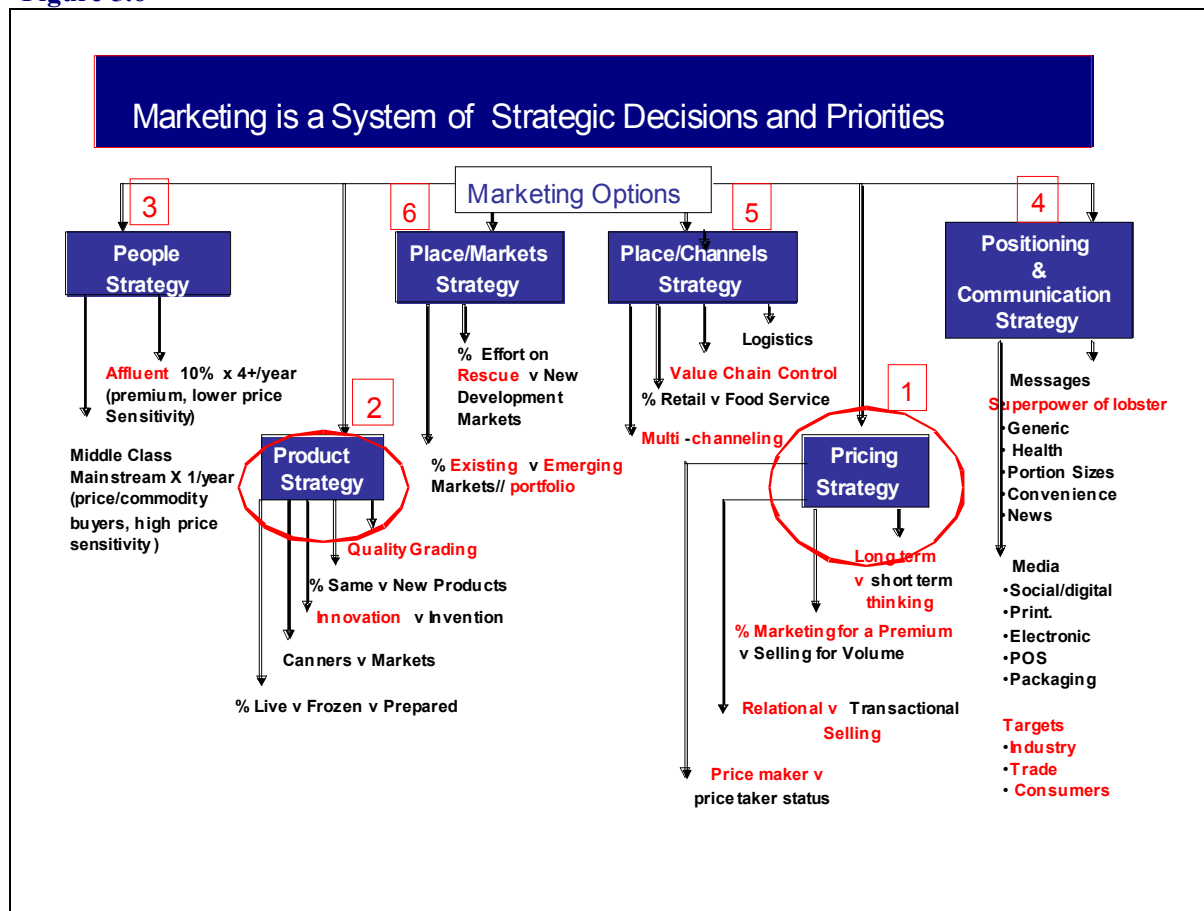 Marketing is a System of Strategic Decisions and Priorities
Marketing Options
3
People
Strategy
Affluent 10% x 4+/year
(premium, lower price
Sensitivity)
Middle Class
Mainstream X 1/year
(price/commodity
buyers, high price
sensitivity)
2
Product
Strategy
Quality Grading
% Same v New Products
Innovation v Invention
Canners v Markets
% Live v Frozen v Prepared
6
Place/Markets
Strategy
% Effort on
Rescue v New
Development
Markets
% Existing v Emerging
Markets// portfolio
5
Place/Channels
Strategy
Logistics
Value Chain Control
% Retail v Food Service
Multi-channeling
1
Pricing
Strategy
Long term
v short term
thinking
% Marketing for a Premium
v Selling for Volume
Relational v Transactional
Selling
Price maker v
price taker status
4
Positioning
&
Communication
Strategy
Messages
Superpower of lobster
•Generic
• Health
•Portion Sizes
•Convenience
•News
Media
•Social/digital
•Print.
•Electronic
•POS
•Packaging
Targets
•Industry
•Trade
• Consumers